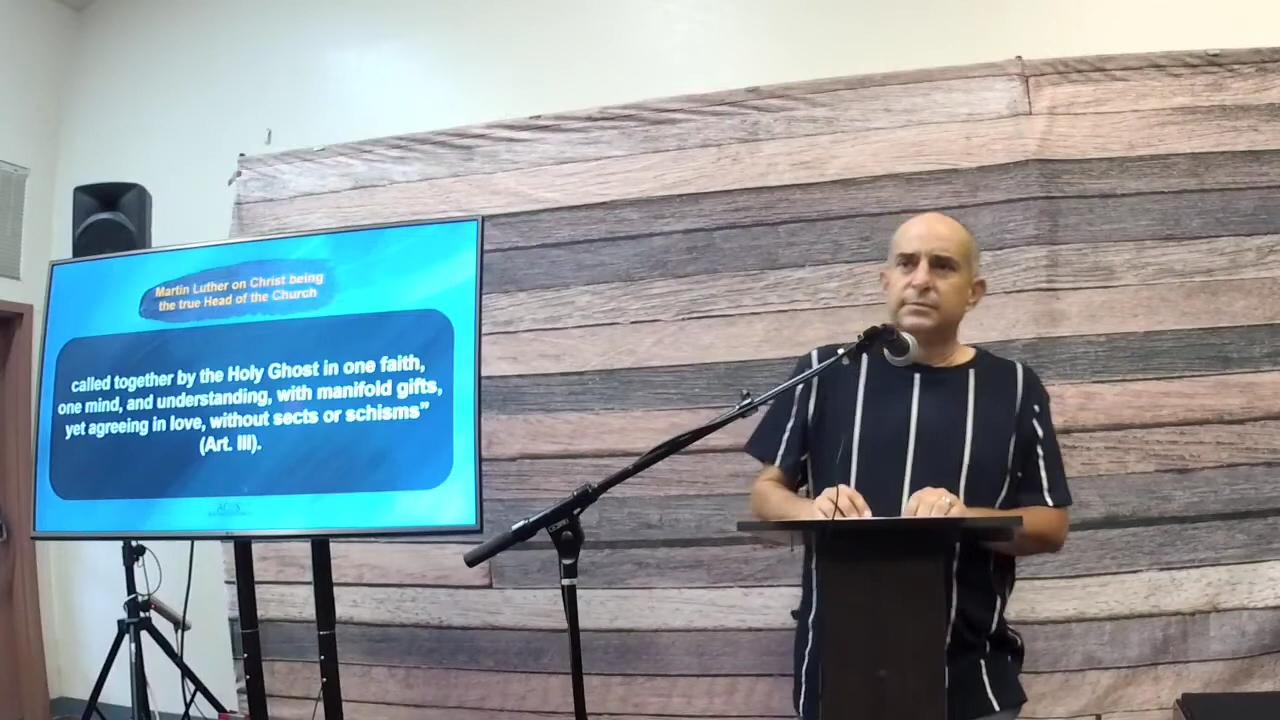 Martin Luther on Christ being
the true Head of the Church
called together by the Holy Ghost in one faith,
one mind, and understanding, with manifold gifts,
yet agreeing in love, without sects or schisms”
(Art. III).